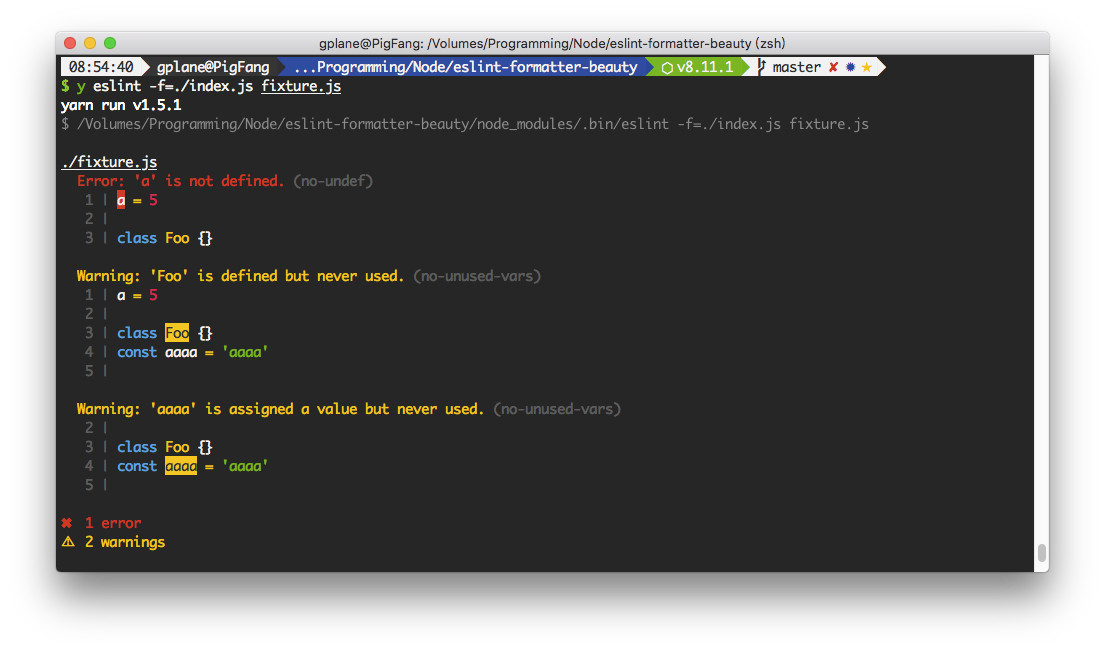 gplane@PigFang: /Volumes/Programming/Node/eslint-formatter-beauty (zsh)
08:54:40 gplane@PigFang ...Programming/Node/eslint-formatter-beauty v8.11.1 master ✘ ✹ ★
$ y eslint -f=./index.js fixture.js
yarn run v1.5.1
$ /Volumes/Programming/Node/eslint-formatter-beauty/node_modules/.bin/eslint -f=./index.js fixture.js
./fixture.js
Error: 'a' is not defined. (no-undef)
1 | a = 5
2 |
3 | class Foo {}
Warning: 'Foo' is defined but never used. (no-unused-vars)
1 | a = 5
2 |
3 | class Foo {}
4 | const aaaa = 'aaaa'
5 |
Warning: 'aaaa' is assigned a value but never used. (no-unused-vars)
2 |
3 | class Foo {}
4 | const aaaa = 'aaaa'
5 |
✖ 1 error
⚠ 2 warnings